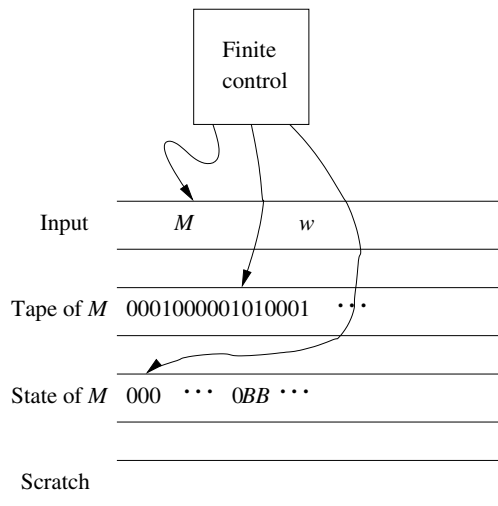 Finite
control
Input M w
Tape of M 0001000001010001 ···
State of M 000 ··· 0BB ···
Scratch